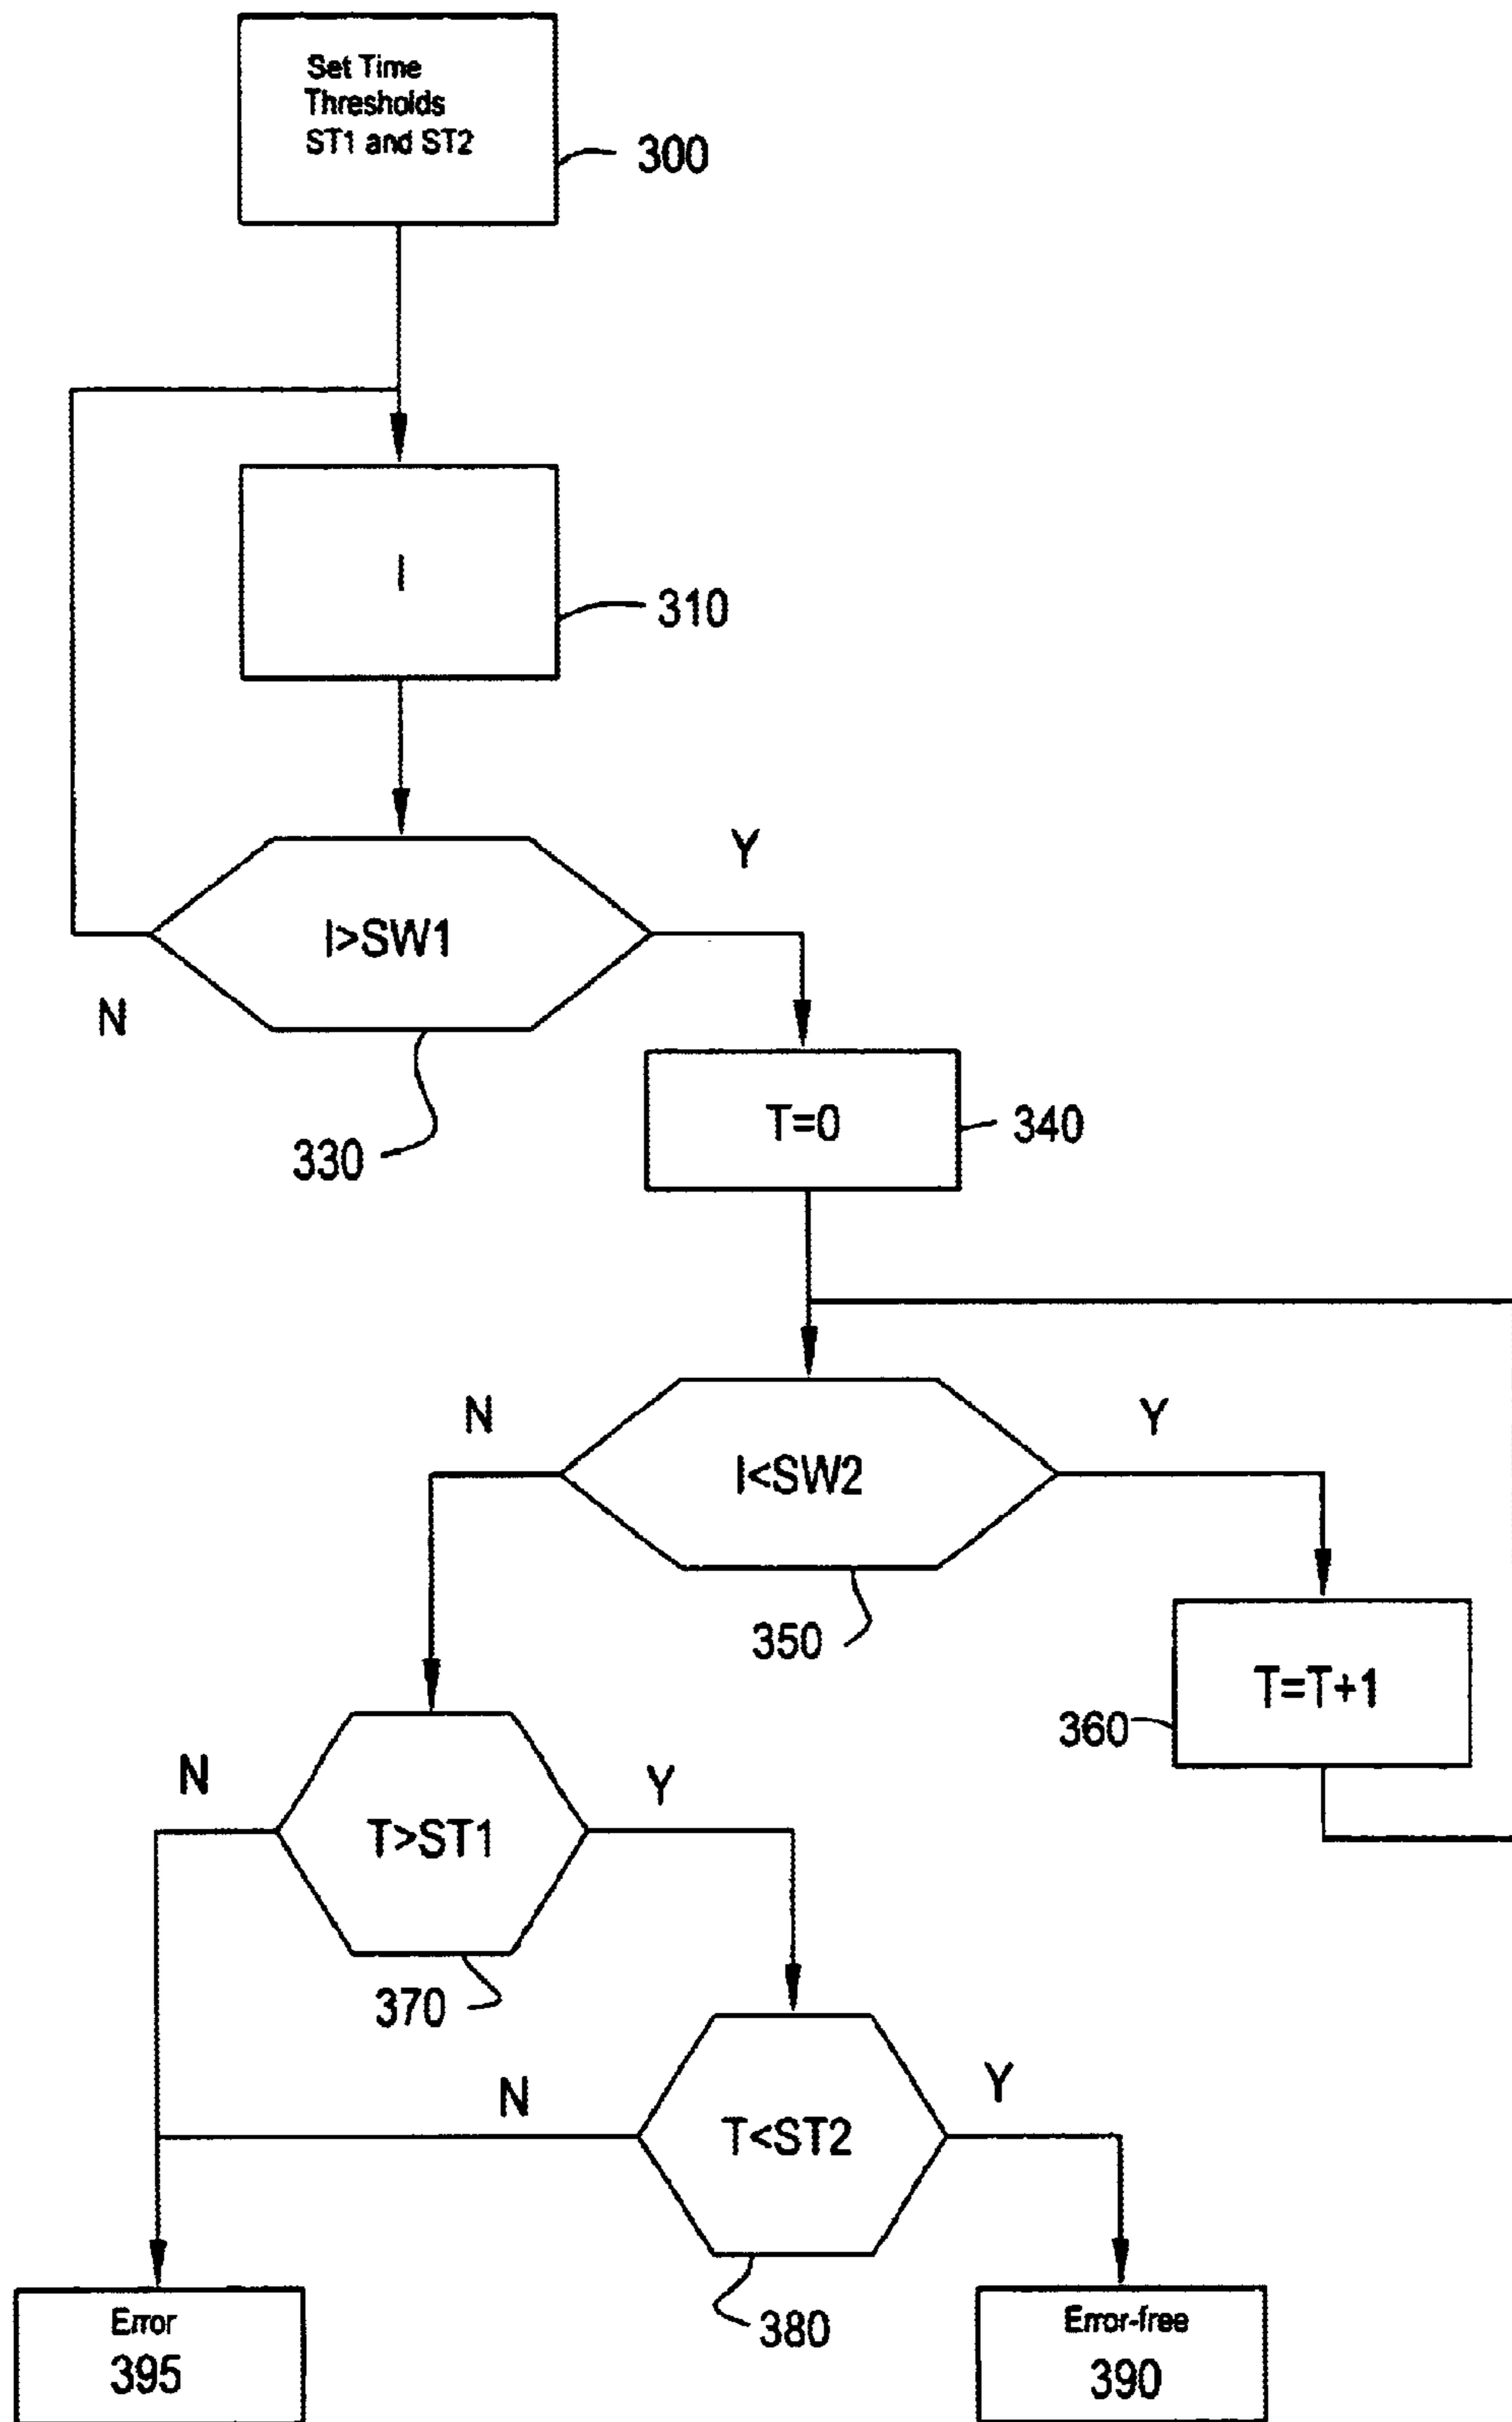 Set Time
Thresholds
ST1 and ST2
300
I
310
Y
I>SW1
N
T=0
340
330
N
Y
I<SW2
350
T=T+1
360
N
Y
T>ST1
370
N
Y
T<ST2
380
Error
395
Error-free
390